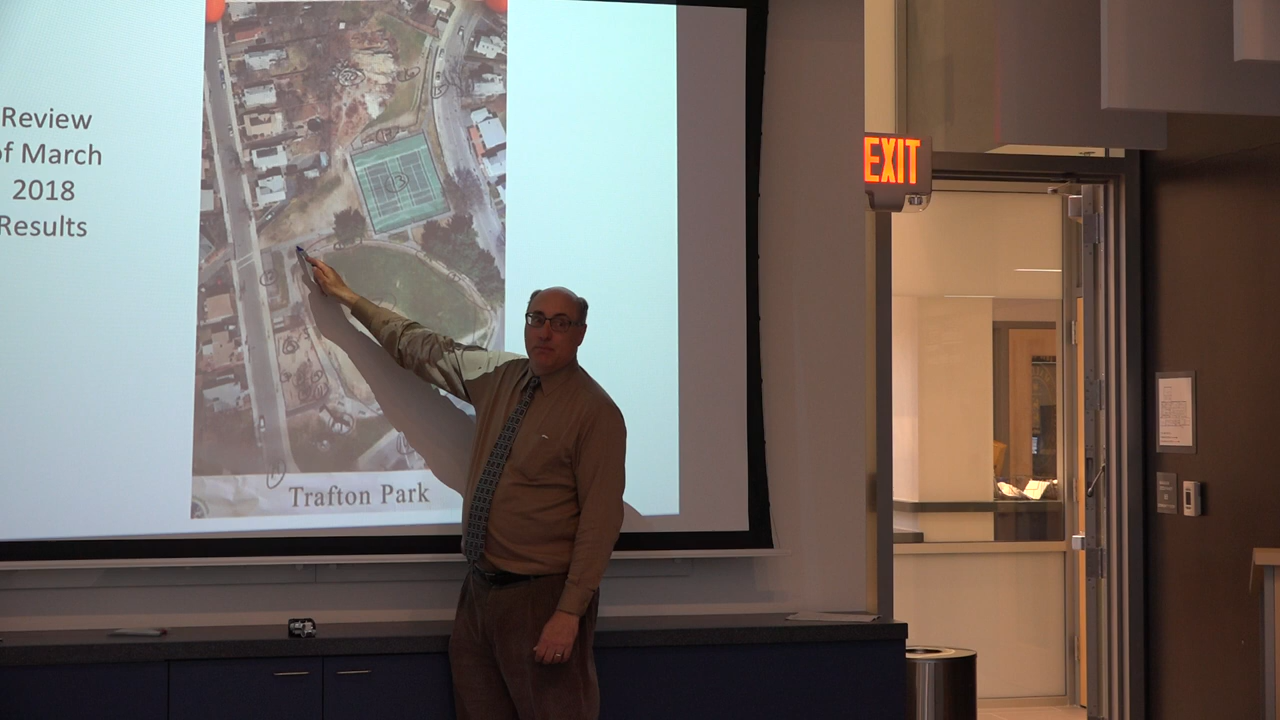 Review
of March
2018
Results
Trafton Park
EXIT